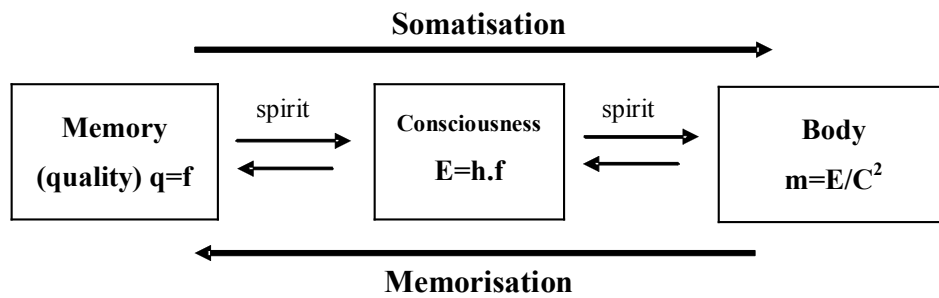 Somatisation
Memory
(quality) q=f
spirit
Consciousness
E=h.f
spirit
Body
m=E/C²
Memorisation